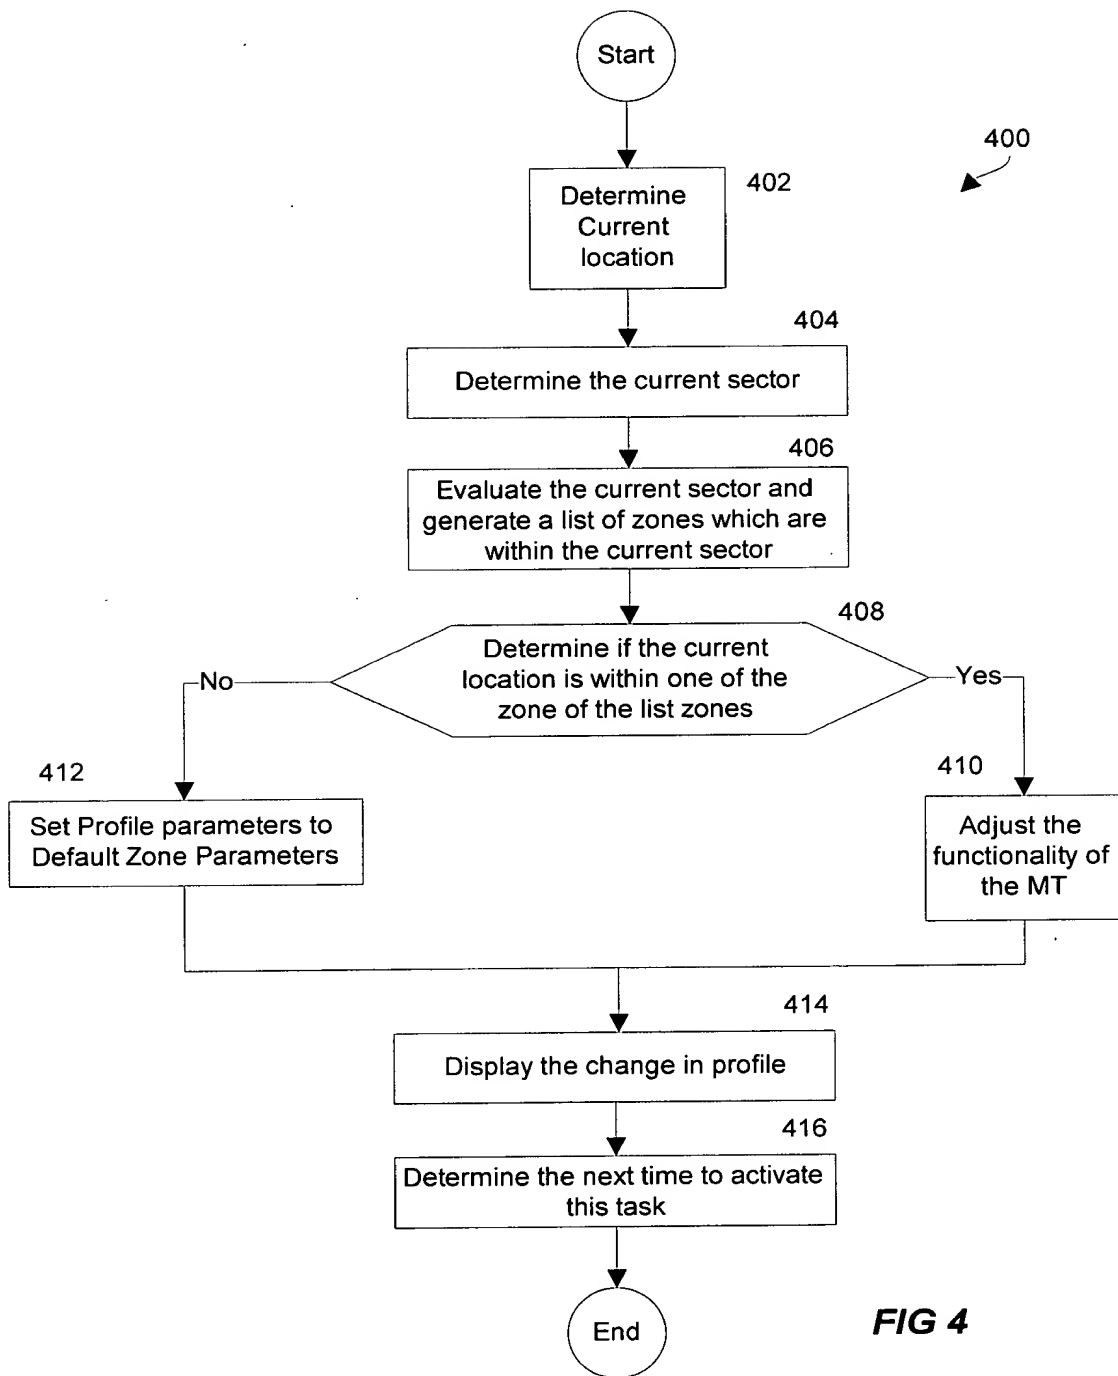 Start
400
402
Determine
Current
location
404
Determine the current sector
406
Evaluate the current sector and
generate a list of zones which are
within the current sector
408
Determine if the current
location is within one of the
zone of the list zones
No
Yes
412
Set Profile parameters to
Default Zone Parameters
410
Adjust the
functionality of
the MT
414
Display the change in profile
416
Determine the next time to activate
this task
End
FIG 4